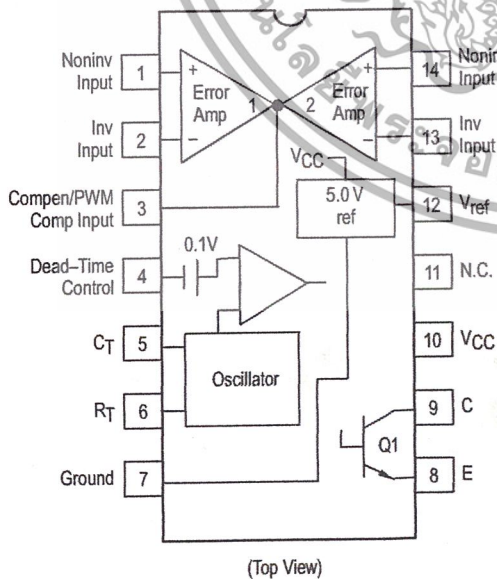 Noninv
Input
1
Inv
Input
2
Compen/PWM
Comp Input
3
Dead–Time
Control
4
CT
5
RT
6
Ground
7
+
Error
Amp
1
–
+
Error
Amp
2
–
VCC
5.0 V
ref
0.1V
Oscillator
Q1
14
Noninv
Input
13
Inv
Input
12
Vref
11
N.C.
10
VCC
9
C
8
E
(Top View)